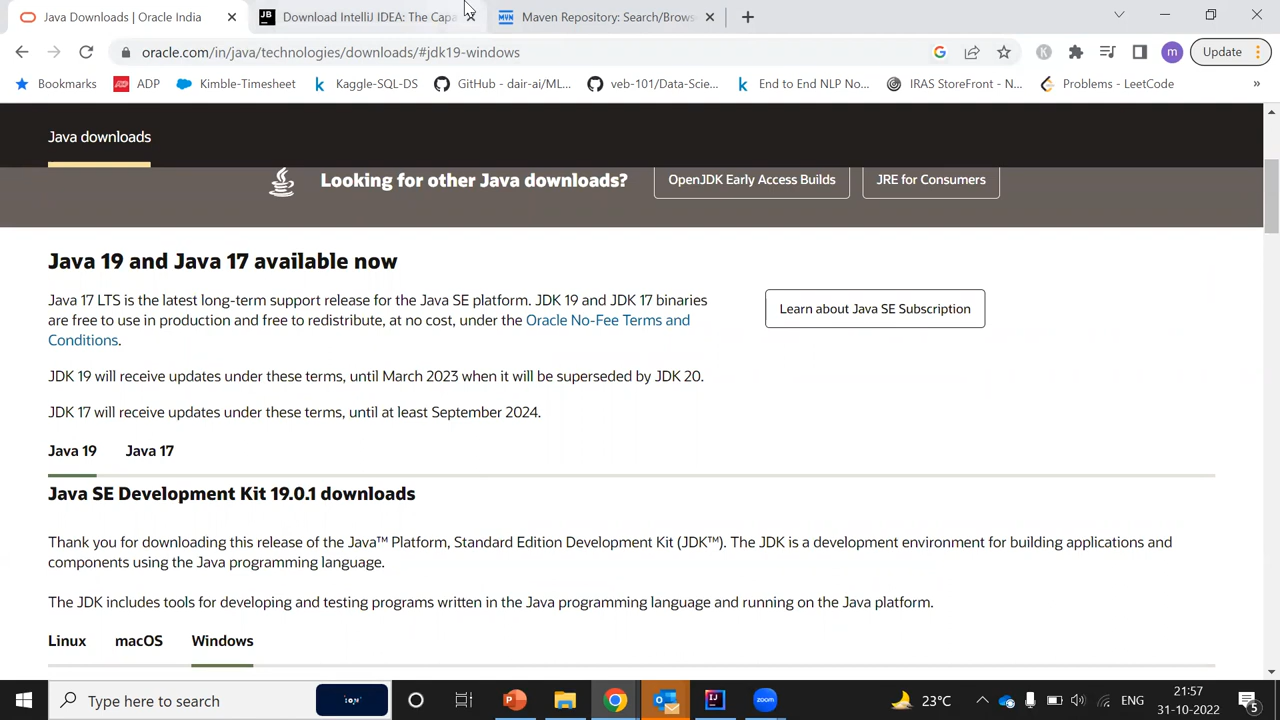 Java Downloads | Oracle India
Download IntelliJ IDEA: The Capa
Maven Repository: Search/Brows
oracle.com/in/java/technologies/downloads/#jdk19-windows
Update
Bookmarks
ADP
Kimble-Timesheet
Kaggle-SQL-DS
GitHub - dair-ai/ML...
veb-101/Data-Scie...
End to End NLP No...
IRAS StoreFront - N...
Problems - LeetCode
»
Java downloads
Looking for other Java downloads?
OpenJDK Early Access Builds
JRE for Consumers
Java 19 and Java 17 available now
Java 17 LTS is the latest long-term support release for the Java SE platform. JDK 19 and JDK 17 binaries
are free to use in production and free to redistribute, at no cost, under the Oracle No-Fee Terms and
Conditions.
Learn about Java SE Subscription
JDK 19 will receive updates under these terms, until March 2023 when it will be superseded by JDK 20.
JDK 17 will receive updates under these terms, until at least September 2024.
Java 19
Java 17
Java SE Development Kit 19.0.1 downloads
Thank you for downloading this release of the Java™ Platform, Standard Edition Development Kit (JDK™). The JDK is a development environment for building applications and
components using the Java programming language.
The JDK includes tools for developing and testing programs written in the Java programming language and running on the Java platform.
Linux
macOS
Windows
Type here to search
23°C
ENG
21:57
31-10-2022
5